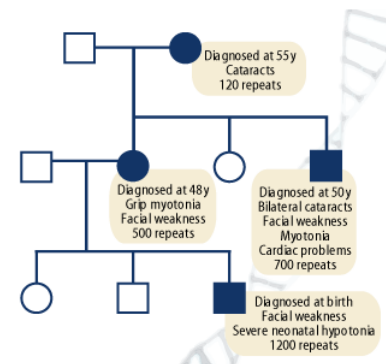 Diagnosed at 55y
Cataracts
120 repeats
Diagnosed at 48y
Grip myotonia
Facial weakness
500 repeats
Diagnosed at 50y
Bilateral cataracts
Facial weakness
Myotonia
Cardiac problems
700 repeats
Diagnosed at birth
Facial weakness
Severe neonatal hypotonia
1200 repeats